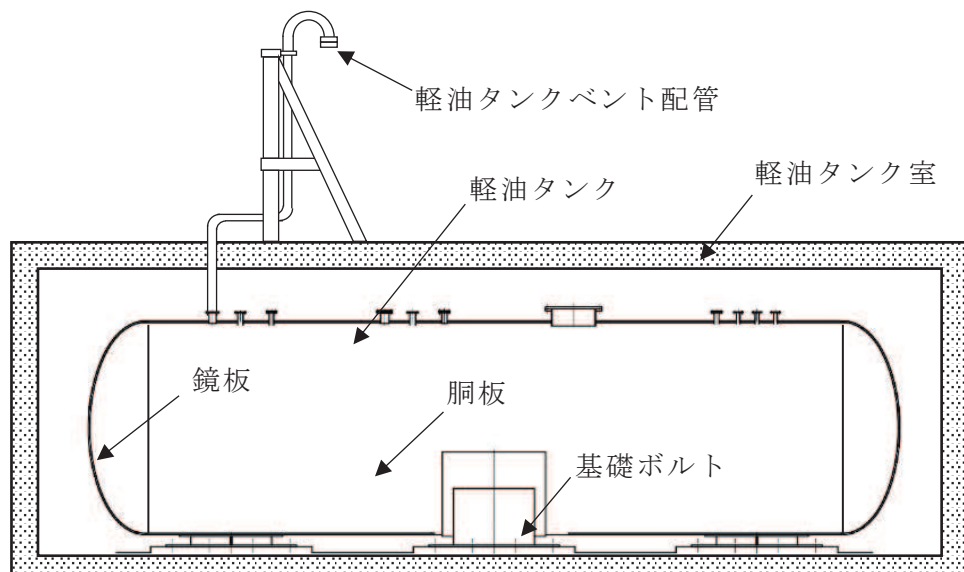 軽油タンクベント配管
軽油タンク室
軽油タンク
鏡板
胴板
基礎ボルト